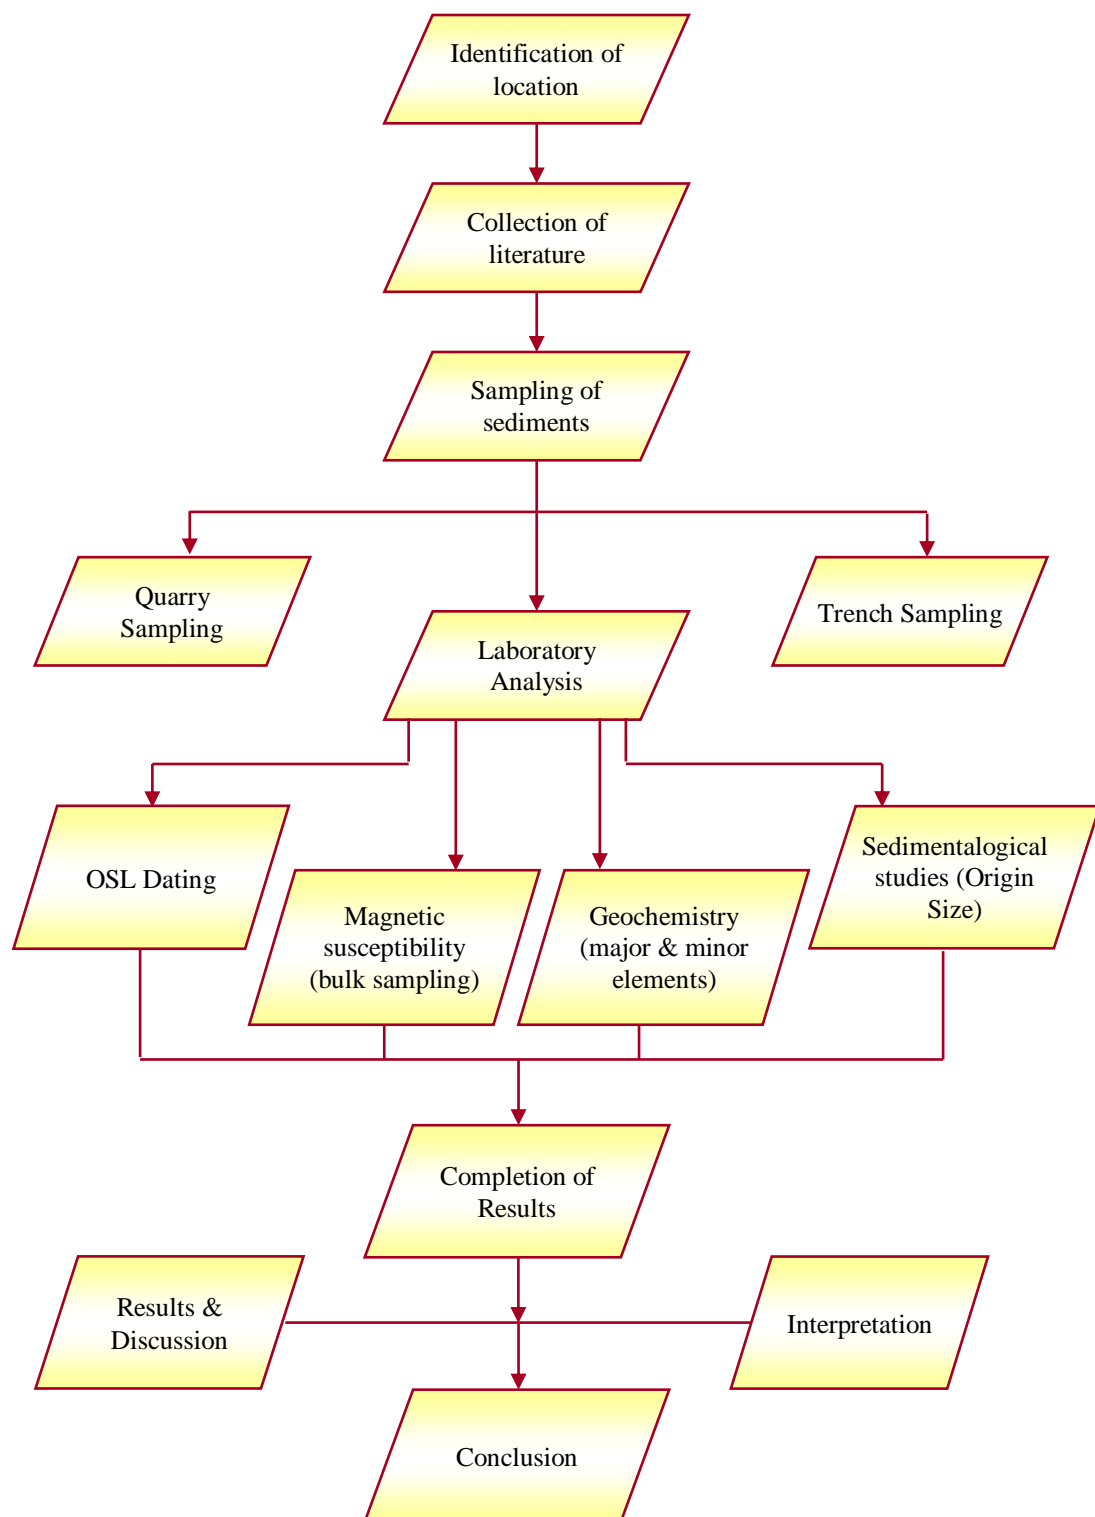 Identification of
location
Collection of
literature
Sampling of
sediments
Quarry
Sampling
Trench Sampling
Laboratory
Analysis
OSL Dating
Magnetic
susceptibility
(bulk sampling)
Geochemistry
(major & minor
elements)
Sedimentalogical
studies (Origin
Size)
Completion of
Results
Results &
Discussion
Interpretation
Conclusion